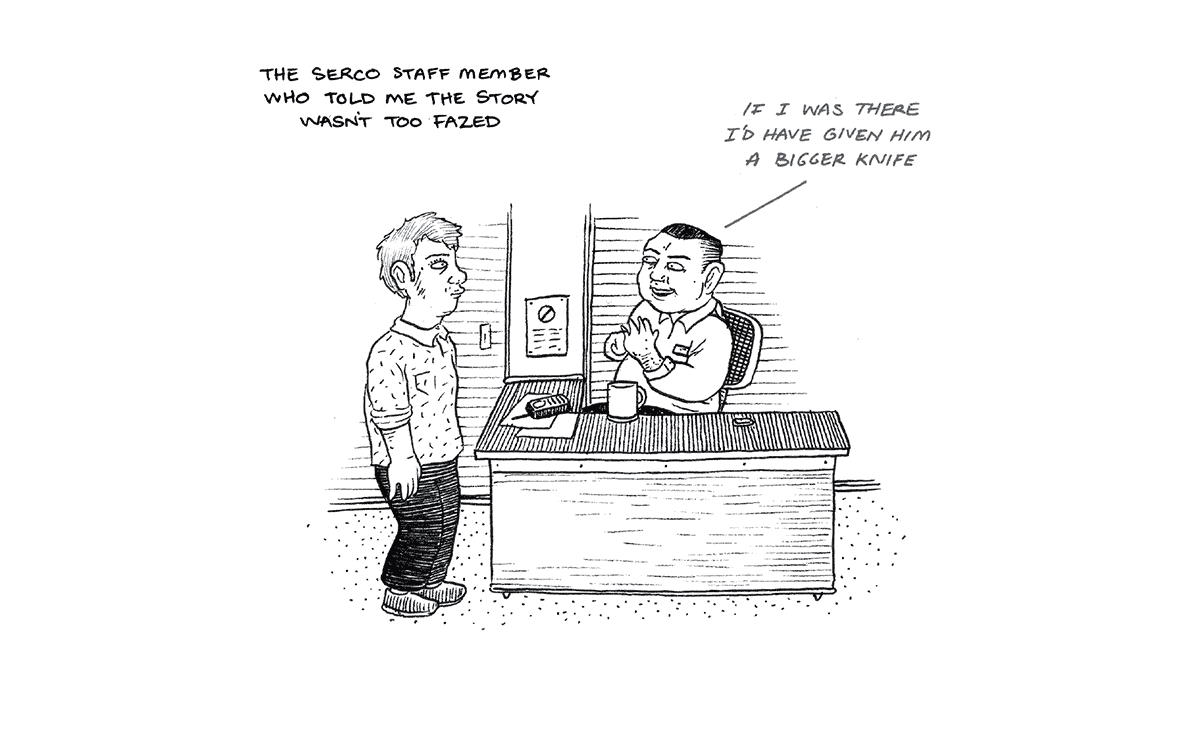 THE SERCO STAFF MEMBER
WHO TOLD ME THE STORY
WASN'T TOO FAZED
IF I WAS THERE
I'D HAVE GIVEN HIM
A BIGGER KNIFE